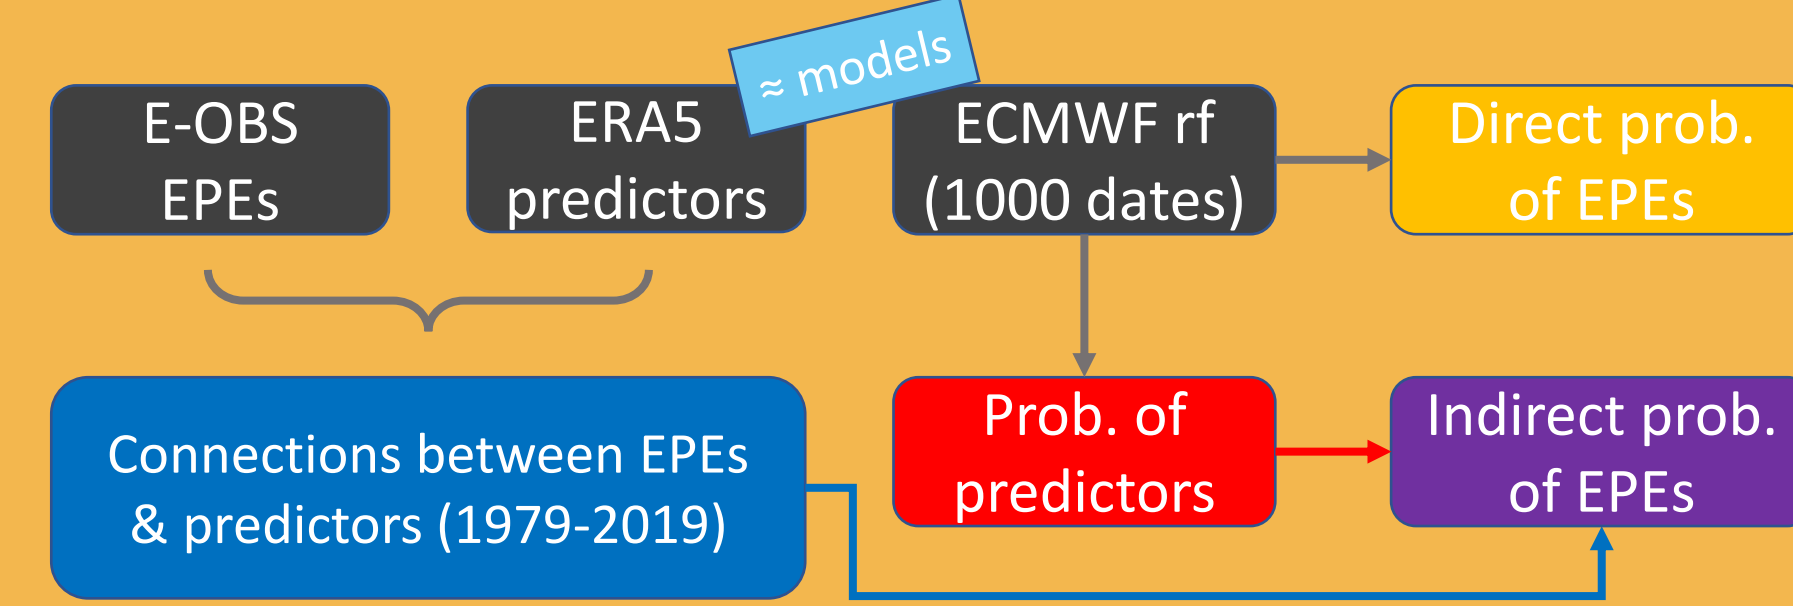 ≈ models
E-OBS
EPEs
ERA5
predictors
ECMWF rf
(1000 dates)
Direct prob.
of EPEs
Connections between EPEs
& predictors (1979-2019)
Prob. of
predictors
Indirect prob.
of EPEs